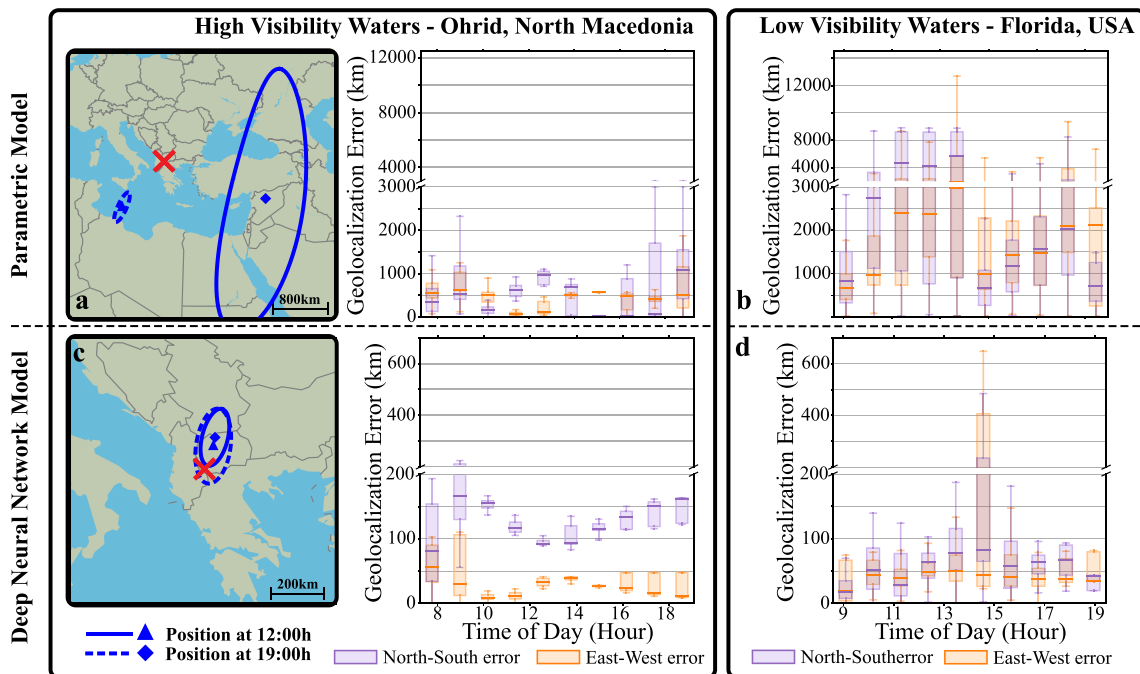 High Visibility Waters - Ohrid, North Macedonia
Low Visibility Waters - Florida, USA
Parametric Model
a
800km
Geolocalization Error (km)
12000
8000
4000
3000
2000
1000
0
b
Geolocalization Error (km)
12000
8000
4000
3000
2000
1000
0
Deep Neural Network Model
c
200km
Position at 12:00h
Position at 19:00h
Geolocalization Error (km)
600
400
200
100
0
8 10 12 14 16 18
Time of Day (Hour)
North-South error
East-West error
d
Geolocalization Error (km)
600
400
200
100
0
9 11 13 15 17 19
Time of Day (Hour)
North-Southerror
East-West error